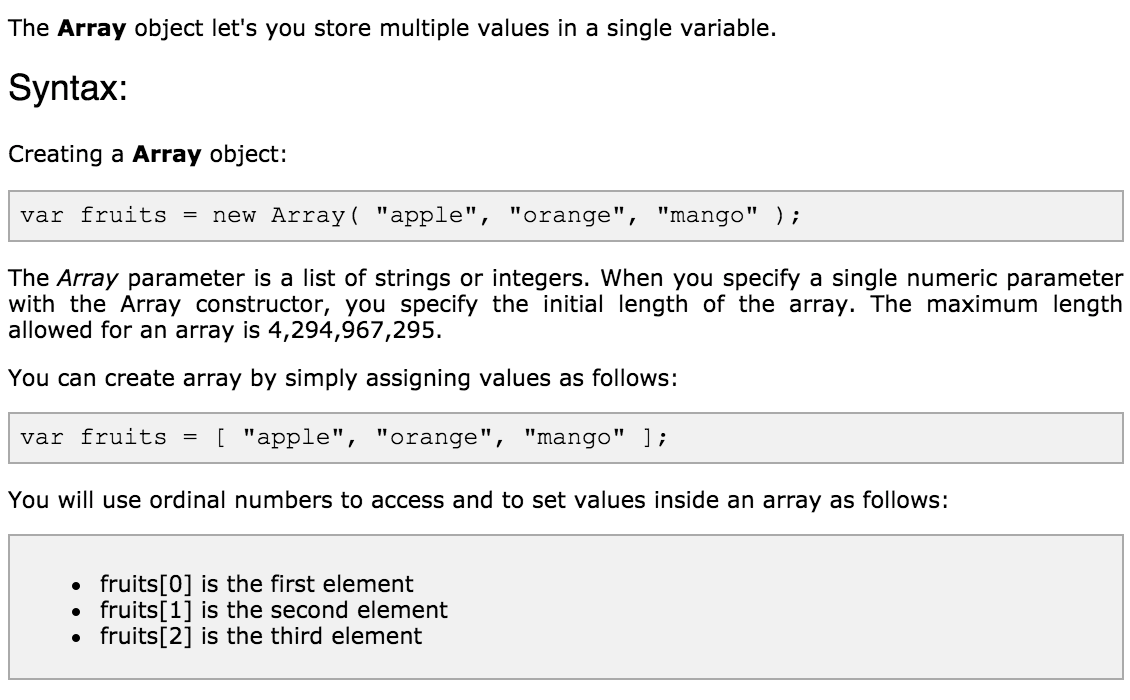 The Array object let's you store multiple values in a single variable.
Syntax:
Creating a Array object:
var fruits = new Array( "apple", "orange", "mango" );
The Array parameter is a list of strings or integers. When you specify a single numeric parameter
with the Array constructor, you specify the initial length of the array. The maximum length
allowed for an array is 4,294,967,295.
You can create array by simply assigning values as follows:
var fruits = [ "apple", "orange", "mango" ];
You will use ordinal numbers to access and to set values inside an array as follows:
• fruits[0] is the first element
• fruits[1] is the second element
• fruits[2] is the third element